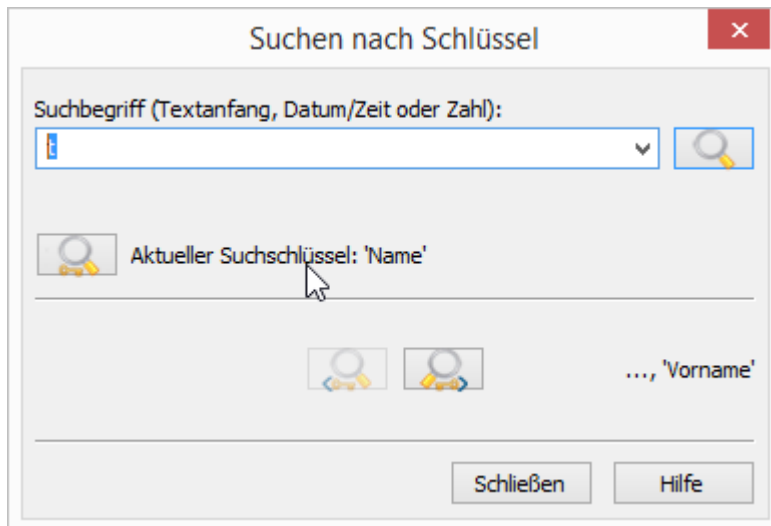 Suchen nach Schlüssel
Suchbegriff (Textanfang, Datum/Zeit oder Zahl):
t
Aktueller Suchschlüssel: 'Name'
..., 'Vorname'
Schließen
Hilfe